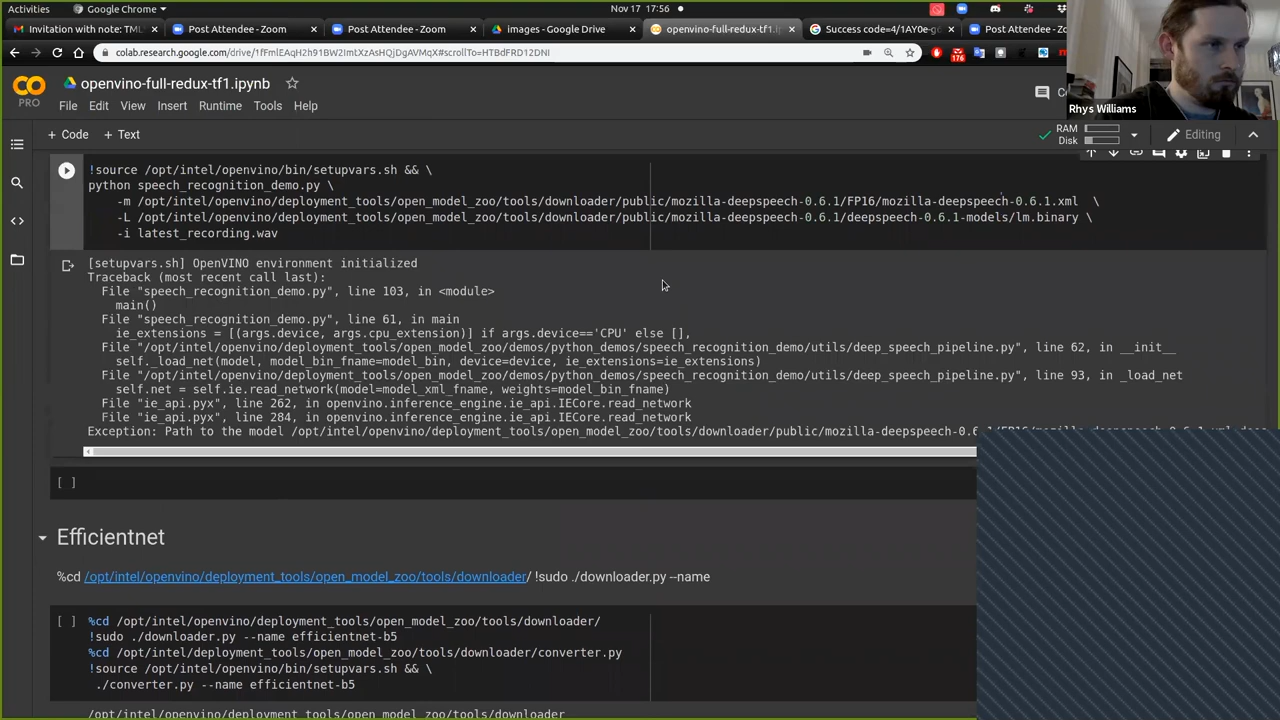 Activities
Google Chrome
Nov 17 17:56
Invitation with note: TML
Post Attendee - Zoom
Post Attendee - Zoom
images - Google Drive
openvino-full-redux-tf1.ip
Success code=4/1AY0e-g
Post Attendee - Zoo
colab.research.google.com/drive/1fFmlEAqH2h91BW2ImtXzAsHQjDgAVMqX#scrollTo=HTBdFRD12DNI
176
CO
PRO
openvino-full-redux-tf1.ipynb
File Edit View Insert Runtime Tools Help
Rhys Williams
+ Code + Text
RAM
Disk
Editing
!source /opt/intel/openvino/bin/setupvars.sh && \
python speech_recognition_demo.py \
-m /opt/intel/openvino/deployment_tools/open_model_zoo/tools/downloader/public/mozilla-deepspeech-0.6.1/FP16/mozilla-deepspeech-0.6.1.xml \
-L /opt/intel/openvino/deployment_tools/open_model_zoo/tools/downloader/public/mozilla-deepspeech-0.6.1/deepspeech-0.6.1-models/lm.binary \
-i latest_recording.wav
[setupvars.sh] OpenVINO environment initialized
Traceback (most recent call last):
File "speech_recognition_demo.py", line 103, in <module>
main()
File "speech_recognition_demo.py", line 61, in main
ie_extensions = [(args.device, args.cpu_extension)] if args.device=='CPU' else [],
File "/opt/intel/openvino/deployment_tools/open_model_zoo/demos/python_demos/speech_recognition_demo/utils/deep_speech_pipeline.py", line 62, in __init__
self._load_net(model, model_bin_fname=model_bin, device=device, ie_extensions=ie_extensions)
File "/opt/intel/openvino/deployment_tools/open_model_zoo/demos/python_demos/speech_recognition_demo/utils/deep_speech_pipeline.py", line 93, in _load_net
self.net = self.ie.read_network(model=model_xml_fname, weights=model_bin_fname)
File "ie_api.pyx", line 262, in openvino.inference_engine.ie_api.IECore.read_network
File "ie_api.pyx", line 284, in openvino.inference_engine.ie_api.IECore.read_network
Exception: Path to the model /opt/intel/openvino/deployment_tools/open_model_zoo/tools/downloader/public/mozilla-deepspeech-0.6
[ ]
Efficientnet
%cd /opt/intel/openvino/deployment_tools/open_model_zoo/tools/downloader/ !sudo ./downloader.py --name
[ ]
%cd /opt/intel/openvino/deployment_tools/open_model_zoo/tools/downloader/
!sudo ./downloader.py --name efficientnet-b5
%cd /opt/intel/deployment_tools/open_model_zoo/tools/downloader/converter.py
!source /opt/intel/openvino/bin/setupvars.sh && \
./converter.py --name efficientnet-b5
/opt/intel/openvino/deployment_tools/open_model_zoo/tools/downloader